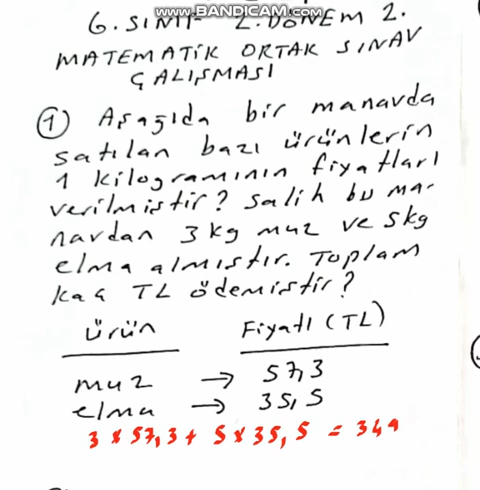 www.BANDICAM.com
6. SINIF 2. DÖNEM 2.
MATEMATİK ORTAK SINAV
ÇALIŞMASI
1 Aşağıda bir manavda
satılan bazı ürünlerin
1 kilogramının fiyatları
verilmiştir? Salih bu ma-
navdan 3 kg muz ve 5kg
elma almıştır. Toplam
kaç TL ödemiştir?
Ürün Fiyatı (TL)
muz → 57,3
elma → 35,5
3 x 57,3 + 5 x 35,5 = 349